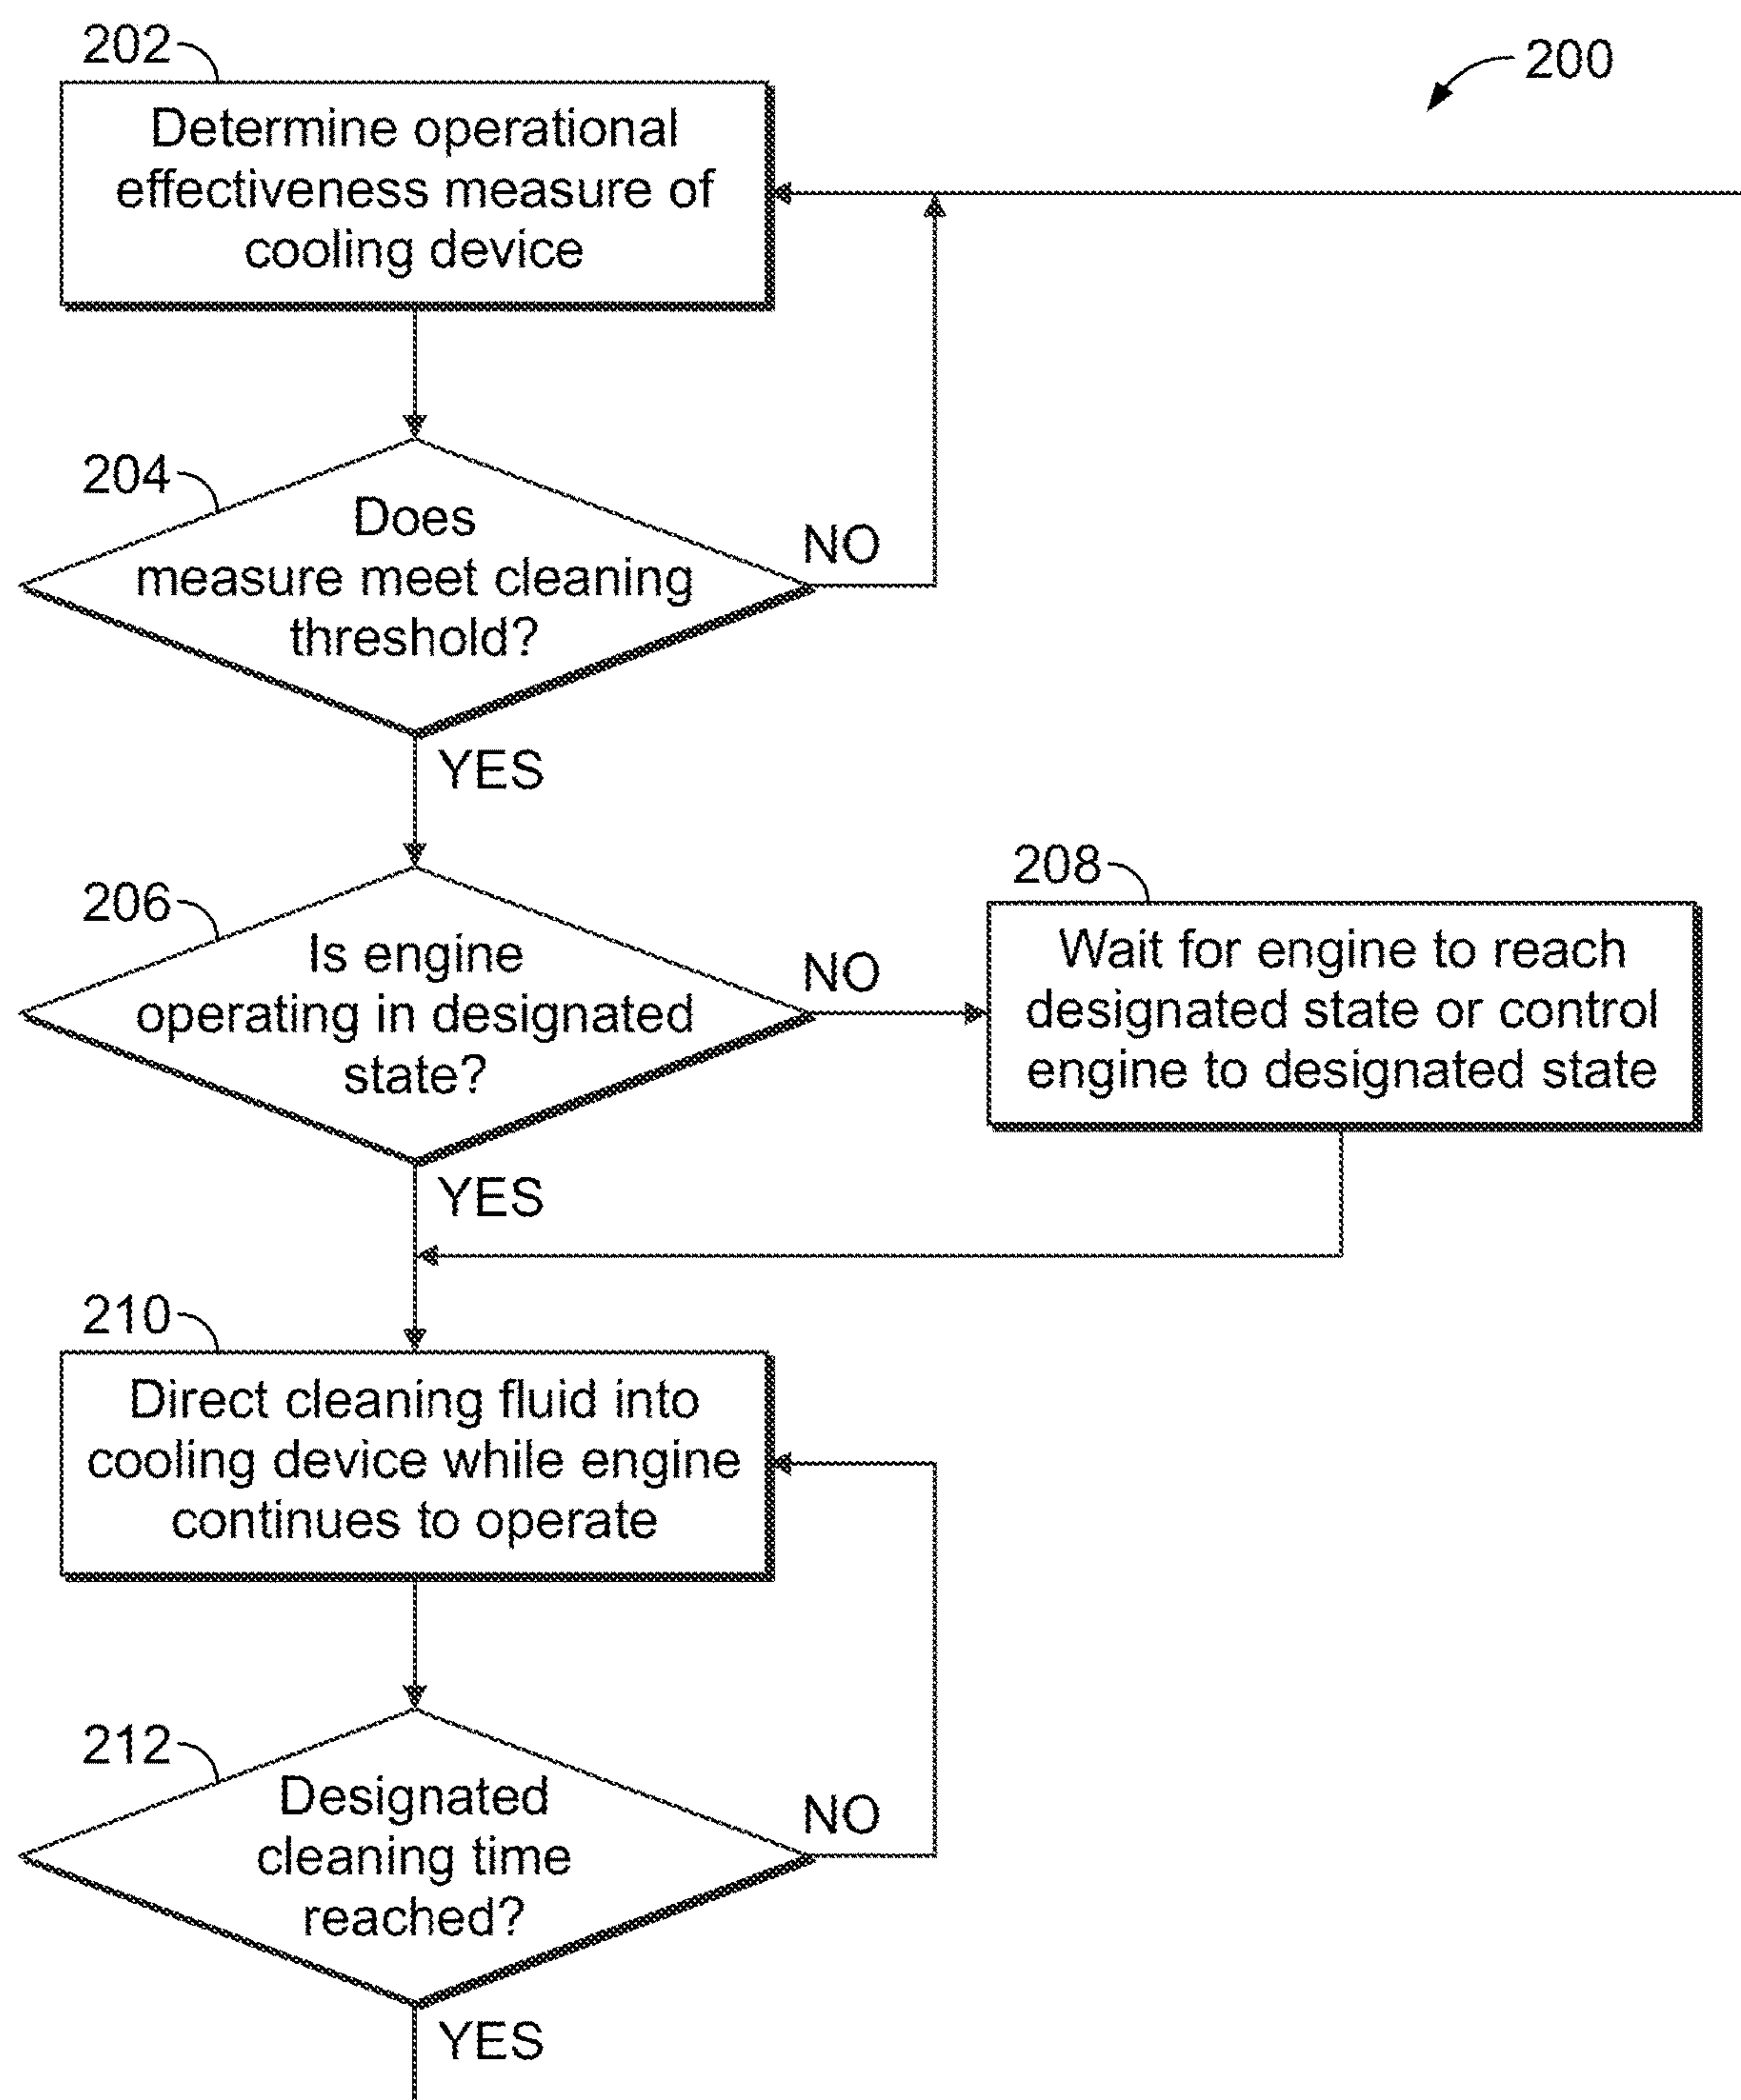 202
200
Determine operational
effectiveness measure of
cooling device
204
Does
measure meet cleaning
threshold?
NO
YES
206
Is engine
operating in designated
state?
NO
208
Wait for engine to reach
designated state or control
engine to designated state
YES
210
Direct cleaning fluid into
cooling device while engine
continues to operate
212
Designated
cleaning time
reached?
NO
YES